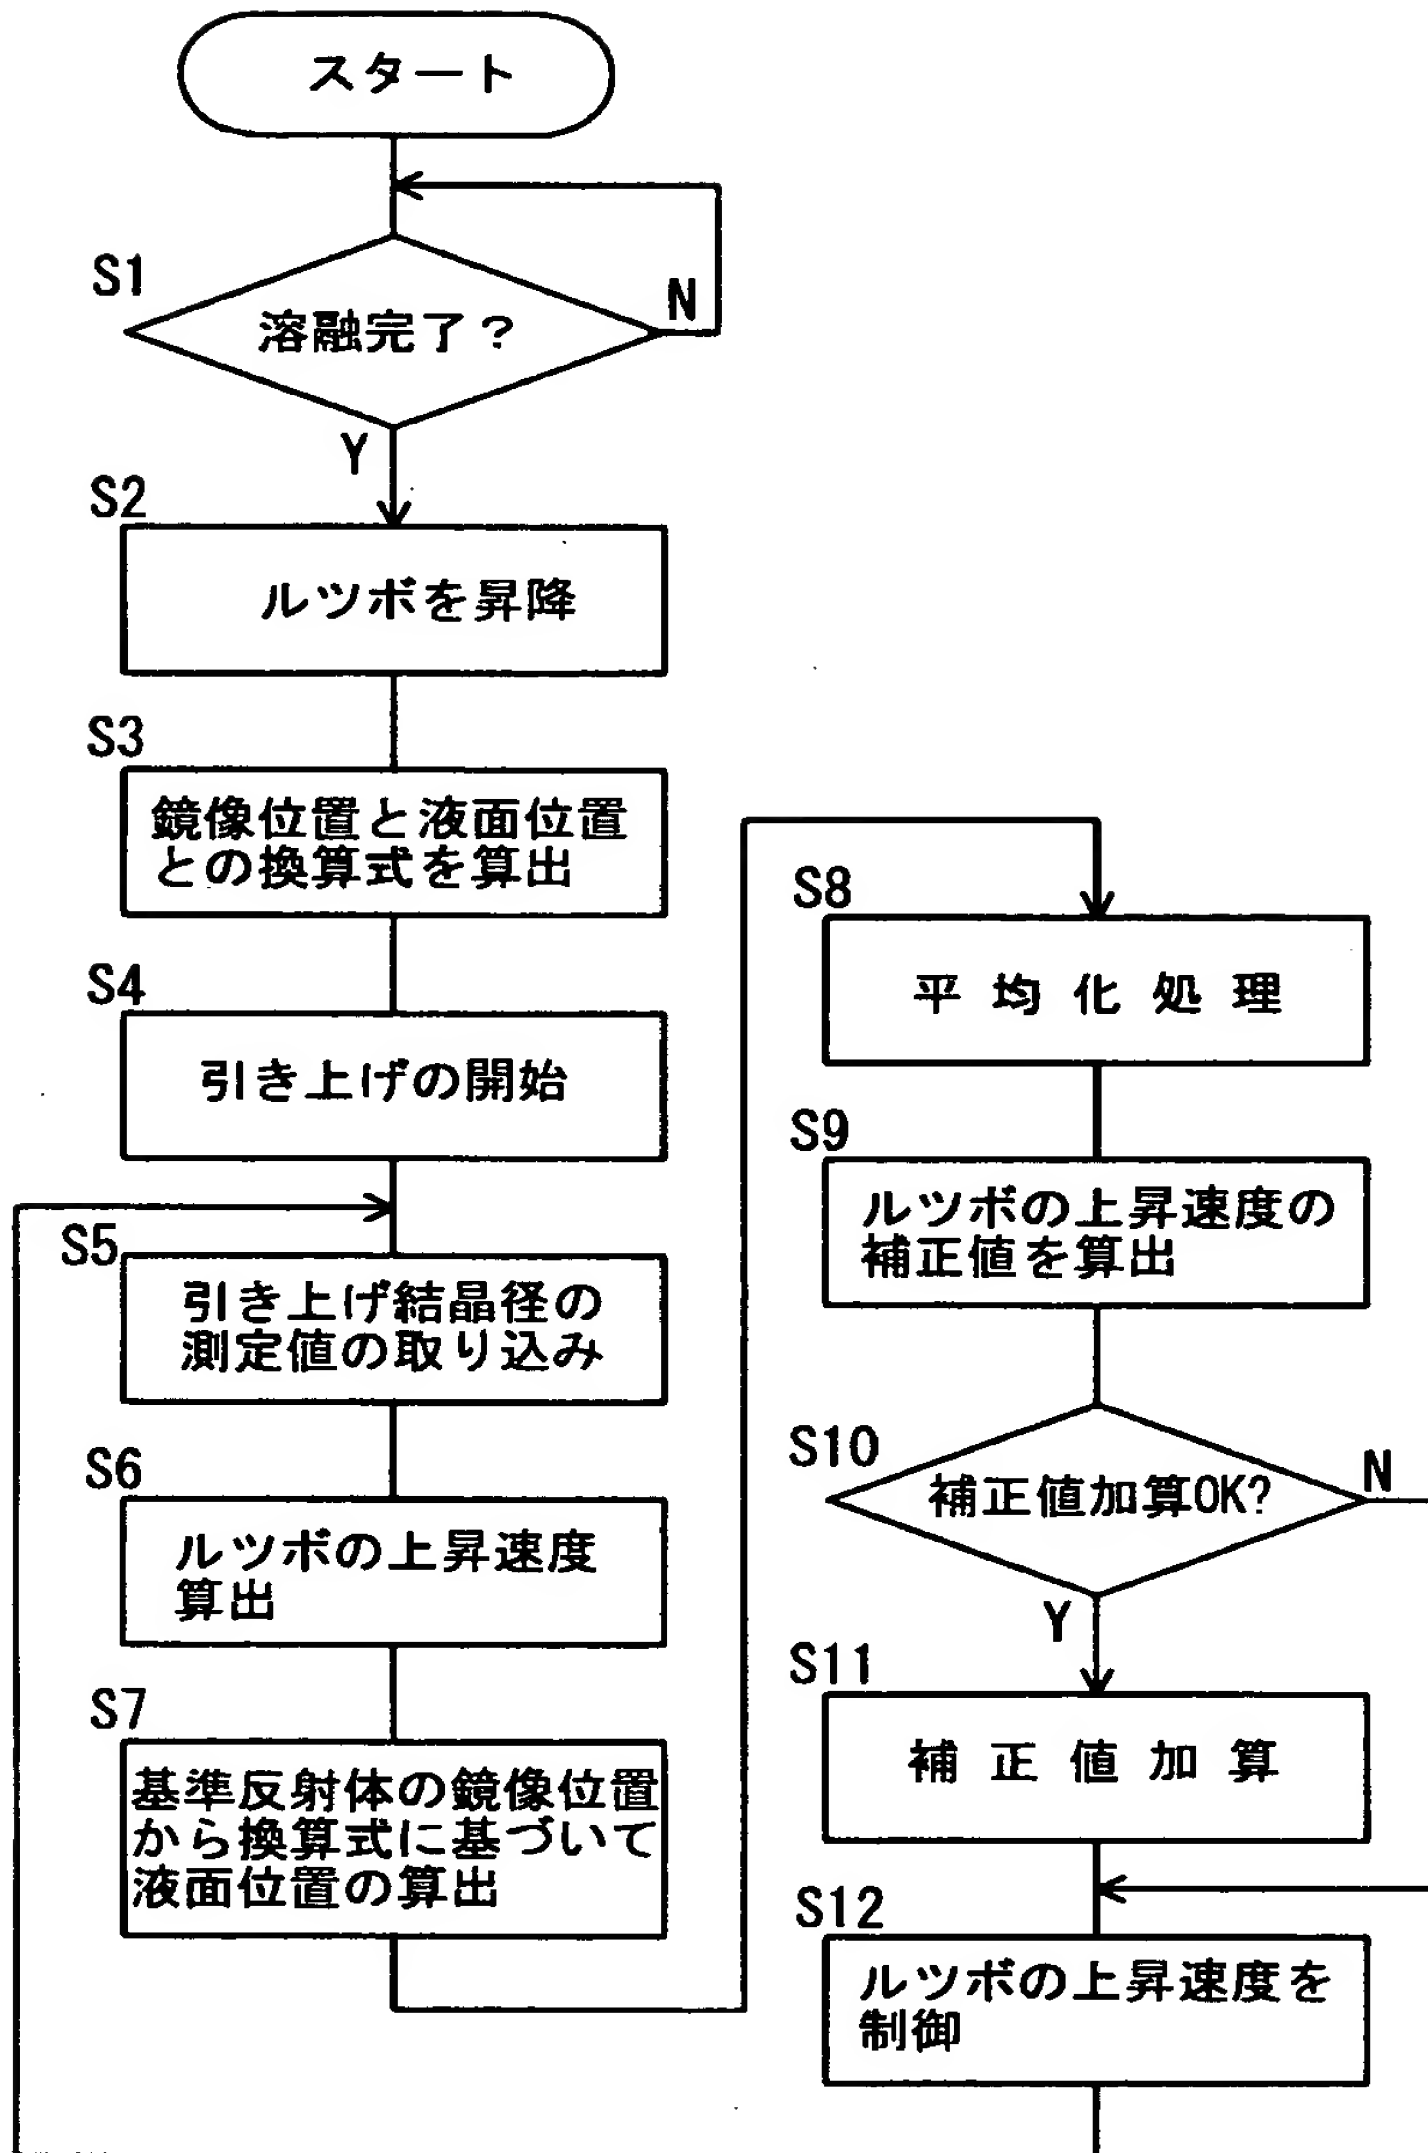 スタート
S1
溶融完了?
N
Y
S2
ルツボを昇降
S3
鏡像位置と液面位置
との換算式を算出
S4
引き上げの開始
S5
引き上げ結晶径の
測定値の取り込み
S6
ルツボの上昇速度
算出
S7
基準反射体の鏡像位置
から換算式に基づいて
液面位置の算出
S8
平均化処理
S9
ルツボの上昇速度の
補正値を算出
S10
補正値加算OK?
N
Y
S11
補正値加算
S12
ルツボの上昇速度を
制御